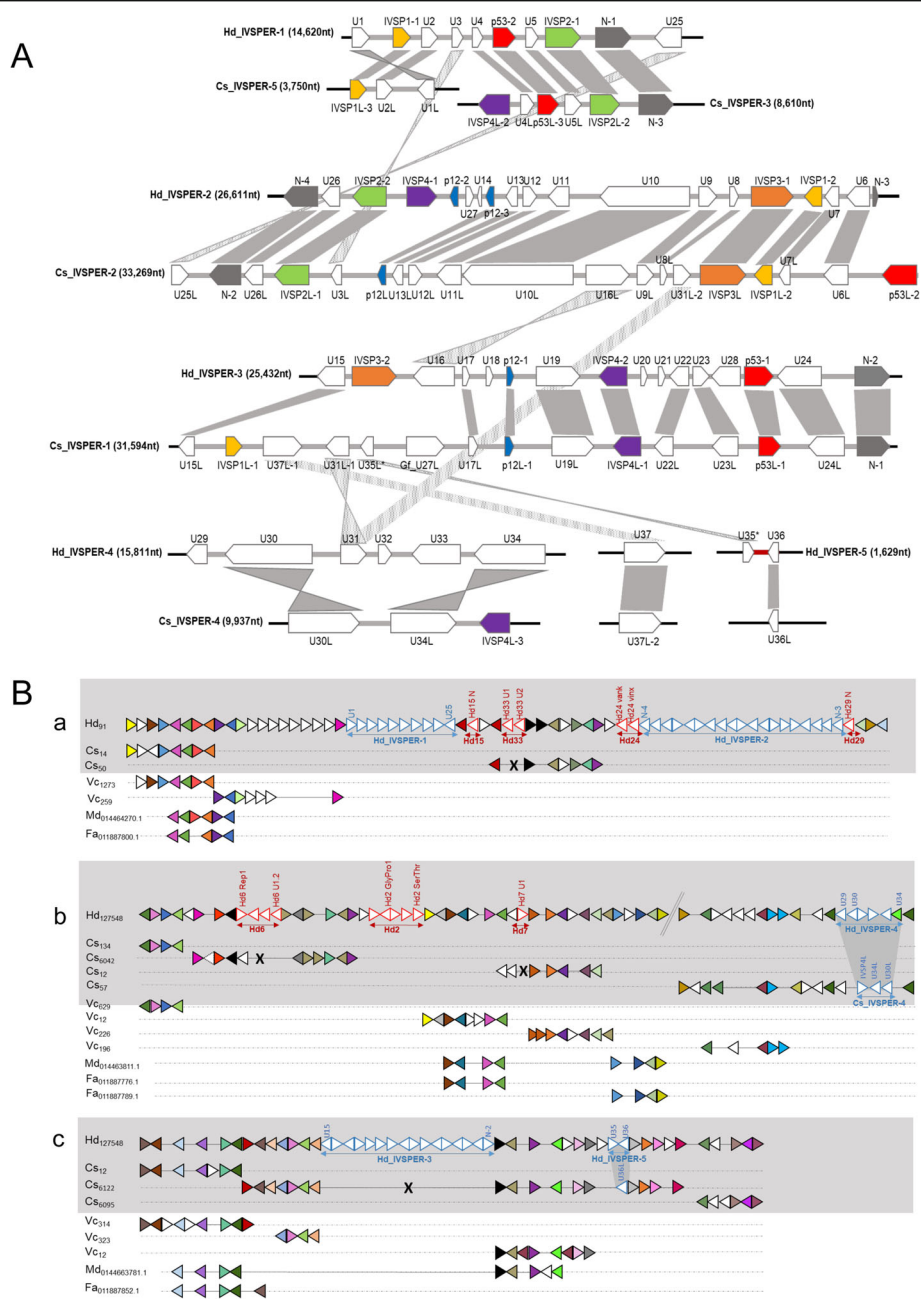 A
U1 IVSP1-1 U2 U3 U4 p53-2 U5 IVSP2-1 N-1 U25
Hd_IVSPER-1 (14,620nt)
Cs_IVSPER-5 (3,750nt)
IVSP1L-3 U2L U1L
Cs_IVSPER-3 (8,610nt)
IVSP4L-2 U4L p53L-3 U5L IVSP2L-2 N-3
N-4 U26 IVSP2-2 IVSP4-1 p12-2 U14 U13 U12 U11 U10 U9 U8 IVSP3-1 IVSP1-2 U6 N-3
Hd_IVSPER-2 (26,611nt)
U27 p12-3 U7
Cs_IVSPER-2 (33,269nt)
U8L U7L
U25L N-2 U26L IVSP2L-1 U3L p12L U13L U12L U11L U10L U16L U9L U31L-2 IVSP3L IVSP1L-2 U6L p53L-2
U15 IVSP3-2 U16 U17 U18 p12-1 U19 IVSP4-2 U20 U21 U22 U23 U28 p53-1 U24 N-2
Hd_IVSPER-3 (25,432nt)
Cs_IVSPER-1 (31,594nt)
U15L IVSP1L-1 U37L-1 U31L-1 U35L* Gf_U27L U17L p12L-1 U19L IVSP4L-1 U22L U23L p53L-1 U24L N-1
U29 U30 U31 U32 U33 U34 U37 U35* U36
Hd_IVSPER-4 (15,811nt)
Hd_IVSPER-5 (1,629nt)
Cs_IVSPER-4 (9,937nt)
U30L U34L IVSP4L-3 U37L-2 U36L
B
a
Hd91
U1 U25 Hd15 N Hd33 U1 Hd33 U2 Hd24 vank Hd24 vinx N-4 N-3 Hd29 N
Hd_IVSPER-1 Hd15 Hd33 Hd24 Hd_IVSPER-2 Hd29
Cs14
Cs50 X
Vc1273
Vc259
Md014464270.1
Fa011887800.1
b
Hd6 Rep1 Hd6 U1.2 Hd2 GlyPro1 Hd2 SerThr Hd7 U1 U29 U30 U34
Hd127548
Hd6 Hd2 Hd7 Hd_IVSPER-4
Cs134
Cs6042 X
Cs12 X
IVSP4L U34L U30L
Cs57
Cs_IVSPER-4
Vc629
Vc12
Vc226
Vc196
Md014463811.1
Fa011887776.1
Fa011887789.1
c
U15 N-2 U35 U36
Hd127548
Hd_IVSPER-3 Hd_IVSPER-5
Cs12
U36L
Cs6122 X
Cs6095
Vc314
Vc323
Vc12
Md0144663781.1
Fa011887852.1